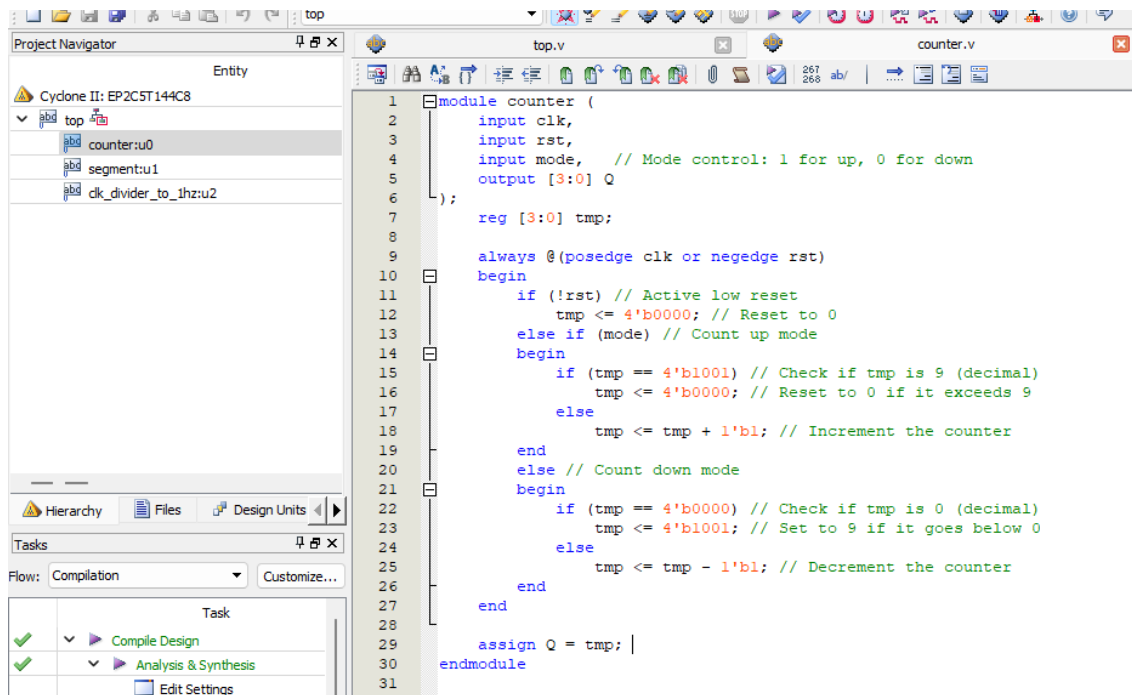 top
Project Navigator
top.v
counter.v
Entity
267
268
ab/
Cyclone II: EP2C5T144C8
top
counter:u0
segment:u1
clk_divider_to_1hz:u2
1 module counter (
2     input clk,
3     input rst,
4     input mode,   // Mode control: 1 for up, 0 for down
5     output [3:0] Q
6 );
7     reg [3:0] tmp;
8
9     always @(posedge clk or negedge rst)
10     begin
11         if (!rst) // Active low reset
12             tmp <= 4'b0000; // Reset to 0
13         else if (mode) // Count up mode
14         begin
15             if (tmp == 4'b1001) // Check if tmp is 9 (decimal)
16                 tmp <= 4'b0000; // Reset to 0 if it exceeds 9
17             else
18                 tmp <= tmp + 1'b1; // Increment the counter
19         end
20         else // Count down mode
21         begin
22             if (tmp == 4'b0000) // Check if tmp is 0 (decimal)
23                 tmp <= 4'b1001; // Set to 9 if it goes below 0
24             else
25                 tmp <= tmp - 1'b1; // Decrement the counter
26         end
27     end
28
29     assign Q = tmp;
30 endmodule
31
Hierarchy
Files
Design Units
Tasks
Flow: Compilation
Customize...
Task
Compile Design
Analysis & Synthesis
Edit Settings